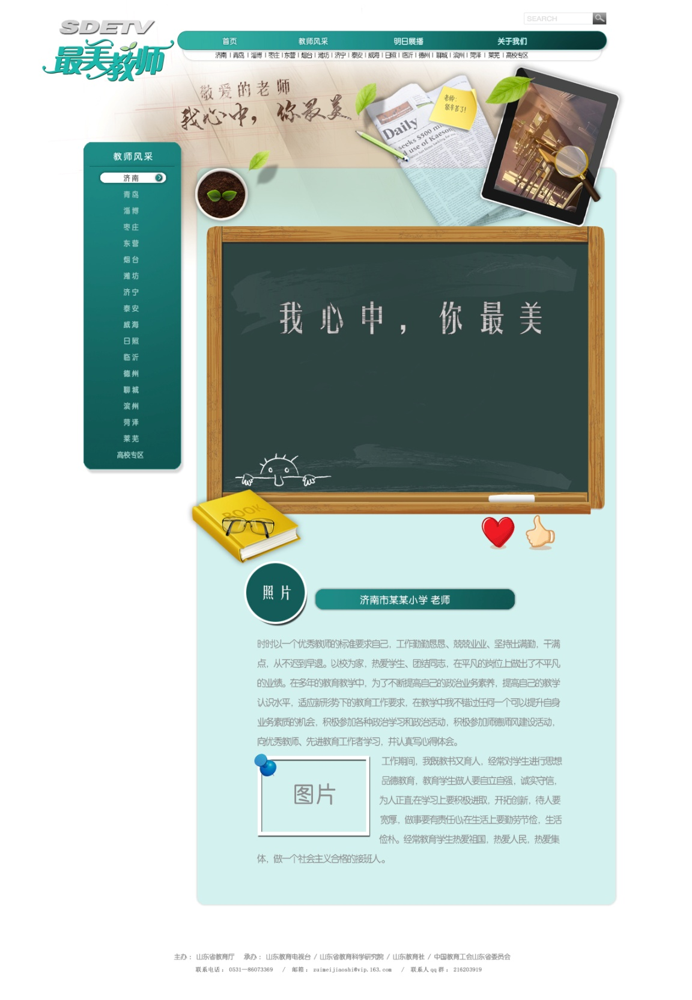 SDETV
最美教师
SEARCH
首页 教师风采 明日展播 关于我们
济南 | 青岛 | 淄博 | 枣庄 | 东营 | 烟台 | 潍坊 | 济宁 | 泰安 | 威海 | 日照 | 临沂 | 德州 | 聊城 | 滨州 | 菏泽 | 莱芜 | 高校专区
敬爱的老师
我心中，你最美
老师：
您辛苦了!
Daily
seeks $500 mi
nd use of Kaeson
教师风采
济南
青岛
淄博
枣庄
东营
烟台
潍坊
济宁
泰安
威海
日照
临沂
德州
聊城
滨州
菏泽
莱芜
高校专区
我心中，你最美
BOOK
照片
济南市某某小学 老师
时时以一个优秀教师的标准要求自己，工作勤勤恳恳、兢兢业业、坚持出满勤，干满
点，从不迟到早退。以校为家，热爱学生、团结同志，在平凡的岗位上做出了不平凡
的业绩。在多年的教育教学中，为了不断提高自己的政治业务素养，提高自己的教学
认识水平，适应新形势下的教育工作要求，在教学中我不错过任何一个可以提升自身
业务素质的机会，积极参加各种政治学习和政治活动，积极参加师德师风建设活动，
向优秀教师、先进教育工作者学习，并认真写心得体会。
图片
工作期间，我既教书又育人，经常对学生进行思想
品德教育，教育学生做人要自立自强，诚实守信，
为人正直;在学习上要积极进取，开拓创新，待人要
宽厚，做事要有责任心;在生活上要勤劳节俭，生活
俭朴。经常教育学生热爱祖国，热爱人民，热爱集
体，做一个社会主义合格的接班人。
主办：山东省教育厅 承办：山东教育电视台 / 山东省教育科学研究院 / 山东教育社 / 中国教育工会山东省委员会
联系电话：0531—86073369 / 邮箱：zuimeijiaoshi@vip.163.com / 联系人qq群：216203919